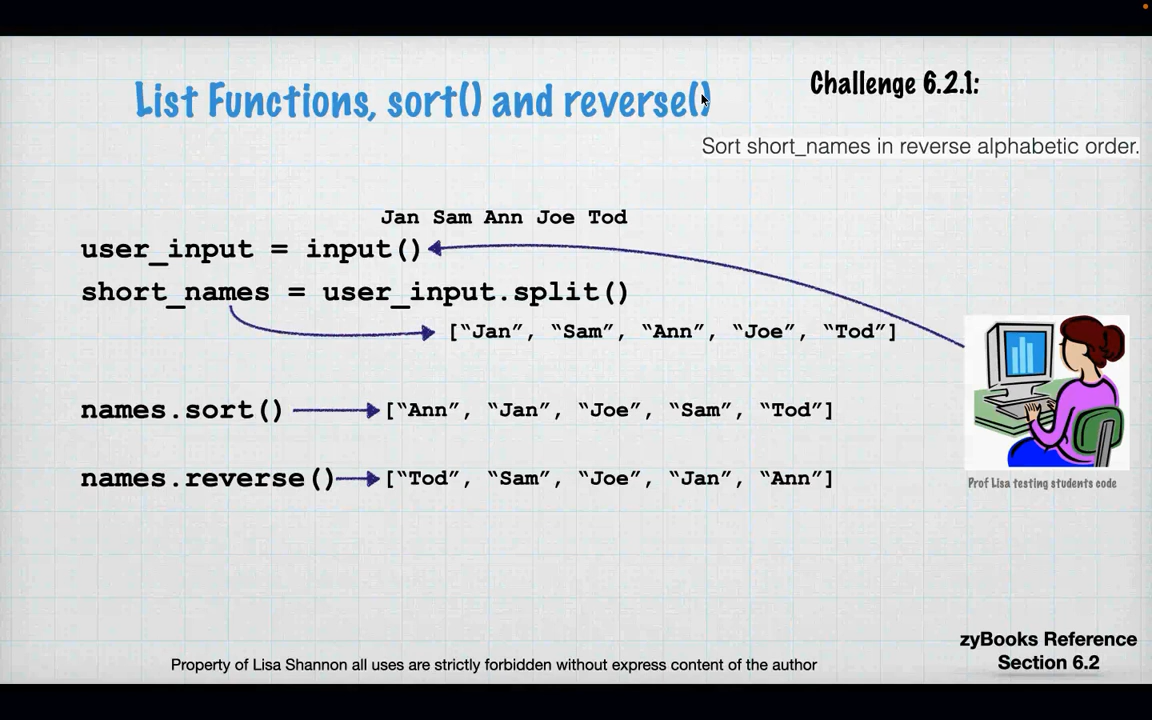 List Functions, sort() and reverse()
Challenge 6.2.1:
Sort short_names in reverse alphabetic order.
Jan Sam Ann Joe Tod
user_input = input()
short_names = user_input.split()
[“Jan”, “Sam”, “Ann”, “Joe”, “Tod”]
names.sort()
[“Ann”, “Jan”, “Joe”, “Sam”, “Tod”]
names.reverse()
[“Tod”, “Sam”, “Joe”, “Jan”, “Ann”]
Prof Lisa testing students code
zyBooks Reference
Section 6.2
Property of Lisa Shannon all uses are strictly forbidden without express content of the author